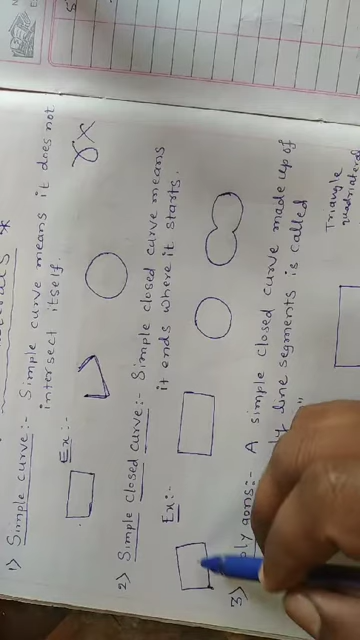 1) Simple curve:- Simple curve means it does not
intersect itself.
Ex:-
2) Simple closed curve:- Simple closed curve means
it ends where it starts.
Ex:-
3) polygons:- A simple closed curve made up of
line segments is called
Triangle
quadrilateral